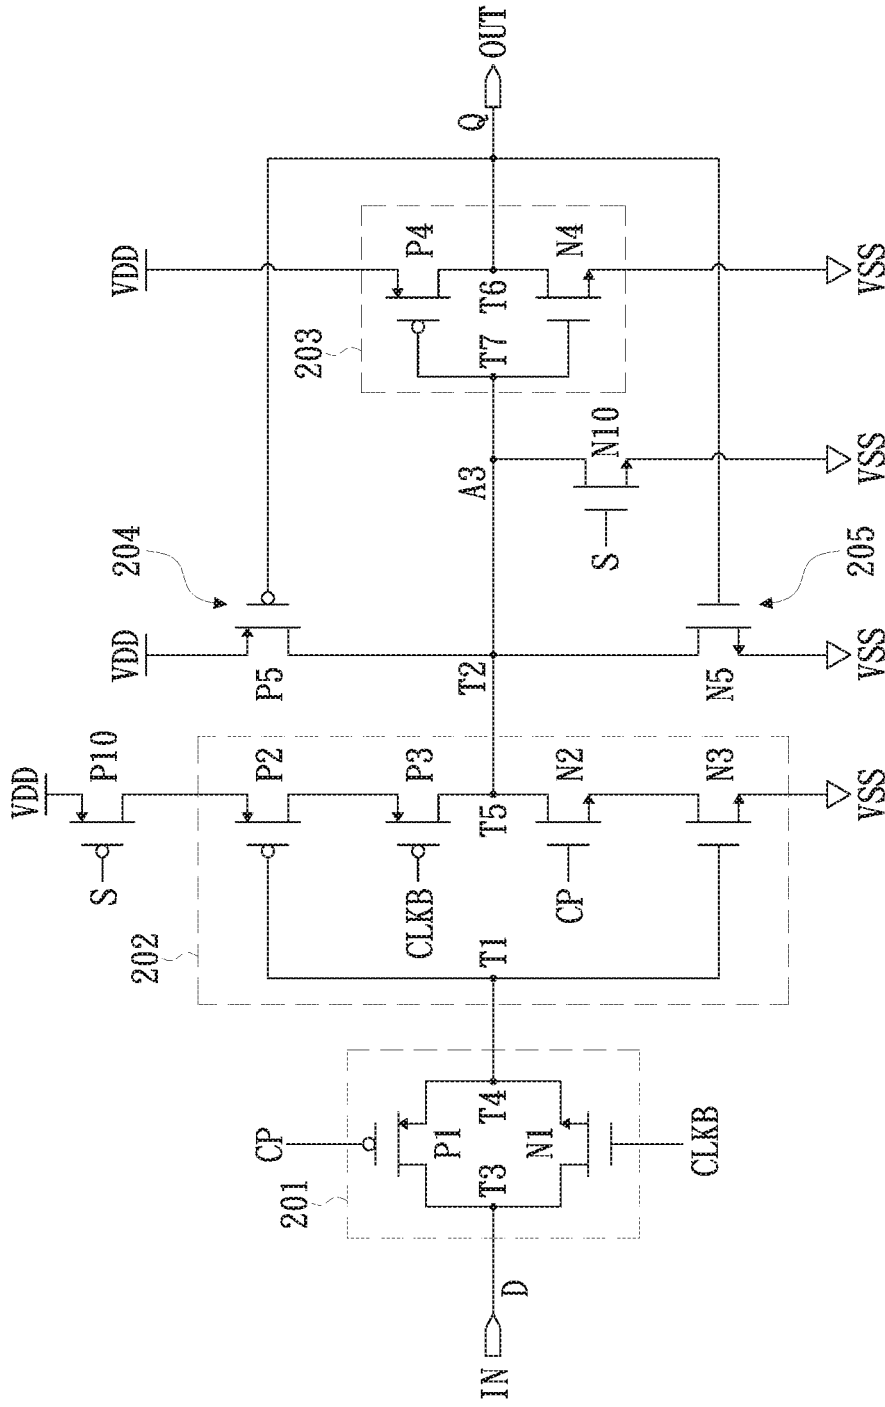 VDD
S
P10
202
P2
CLKB
P3
T5
CP
N2
N3
VSS
T1
VDD
204
P5
T2
N5
205
VSS
A3
S
N10
VSS
VDD
203
P4
T7
T6
N4
VSS
Q
OUT
CP
201
P1
T3
T4
N1
CLKB
IN
D